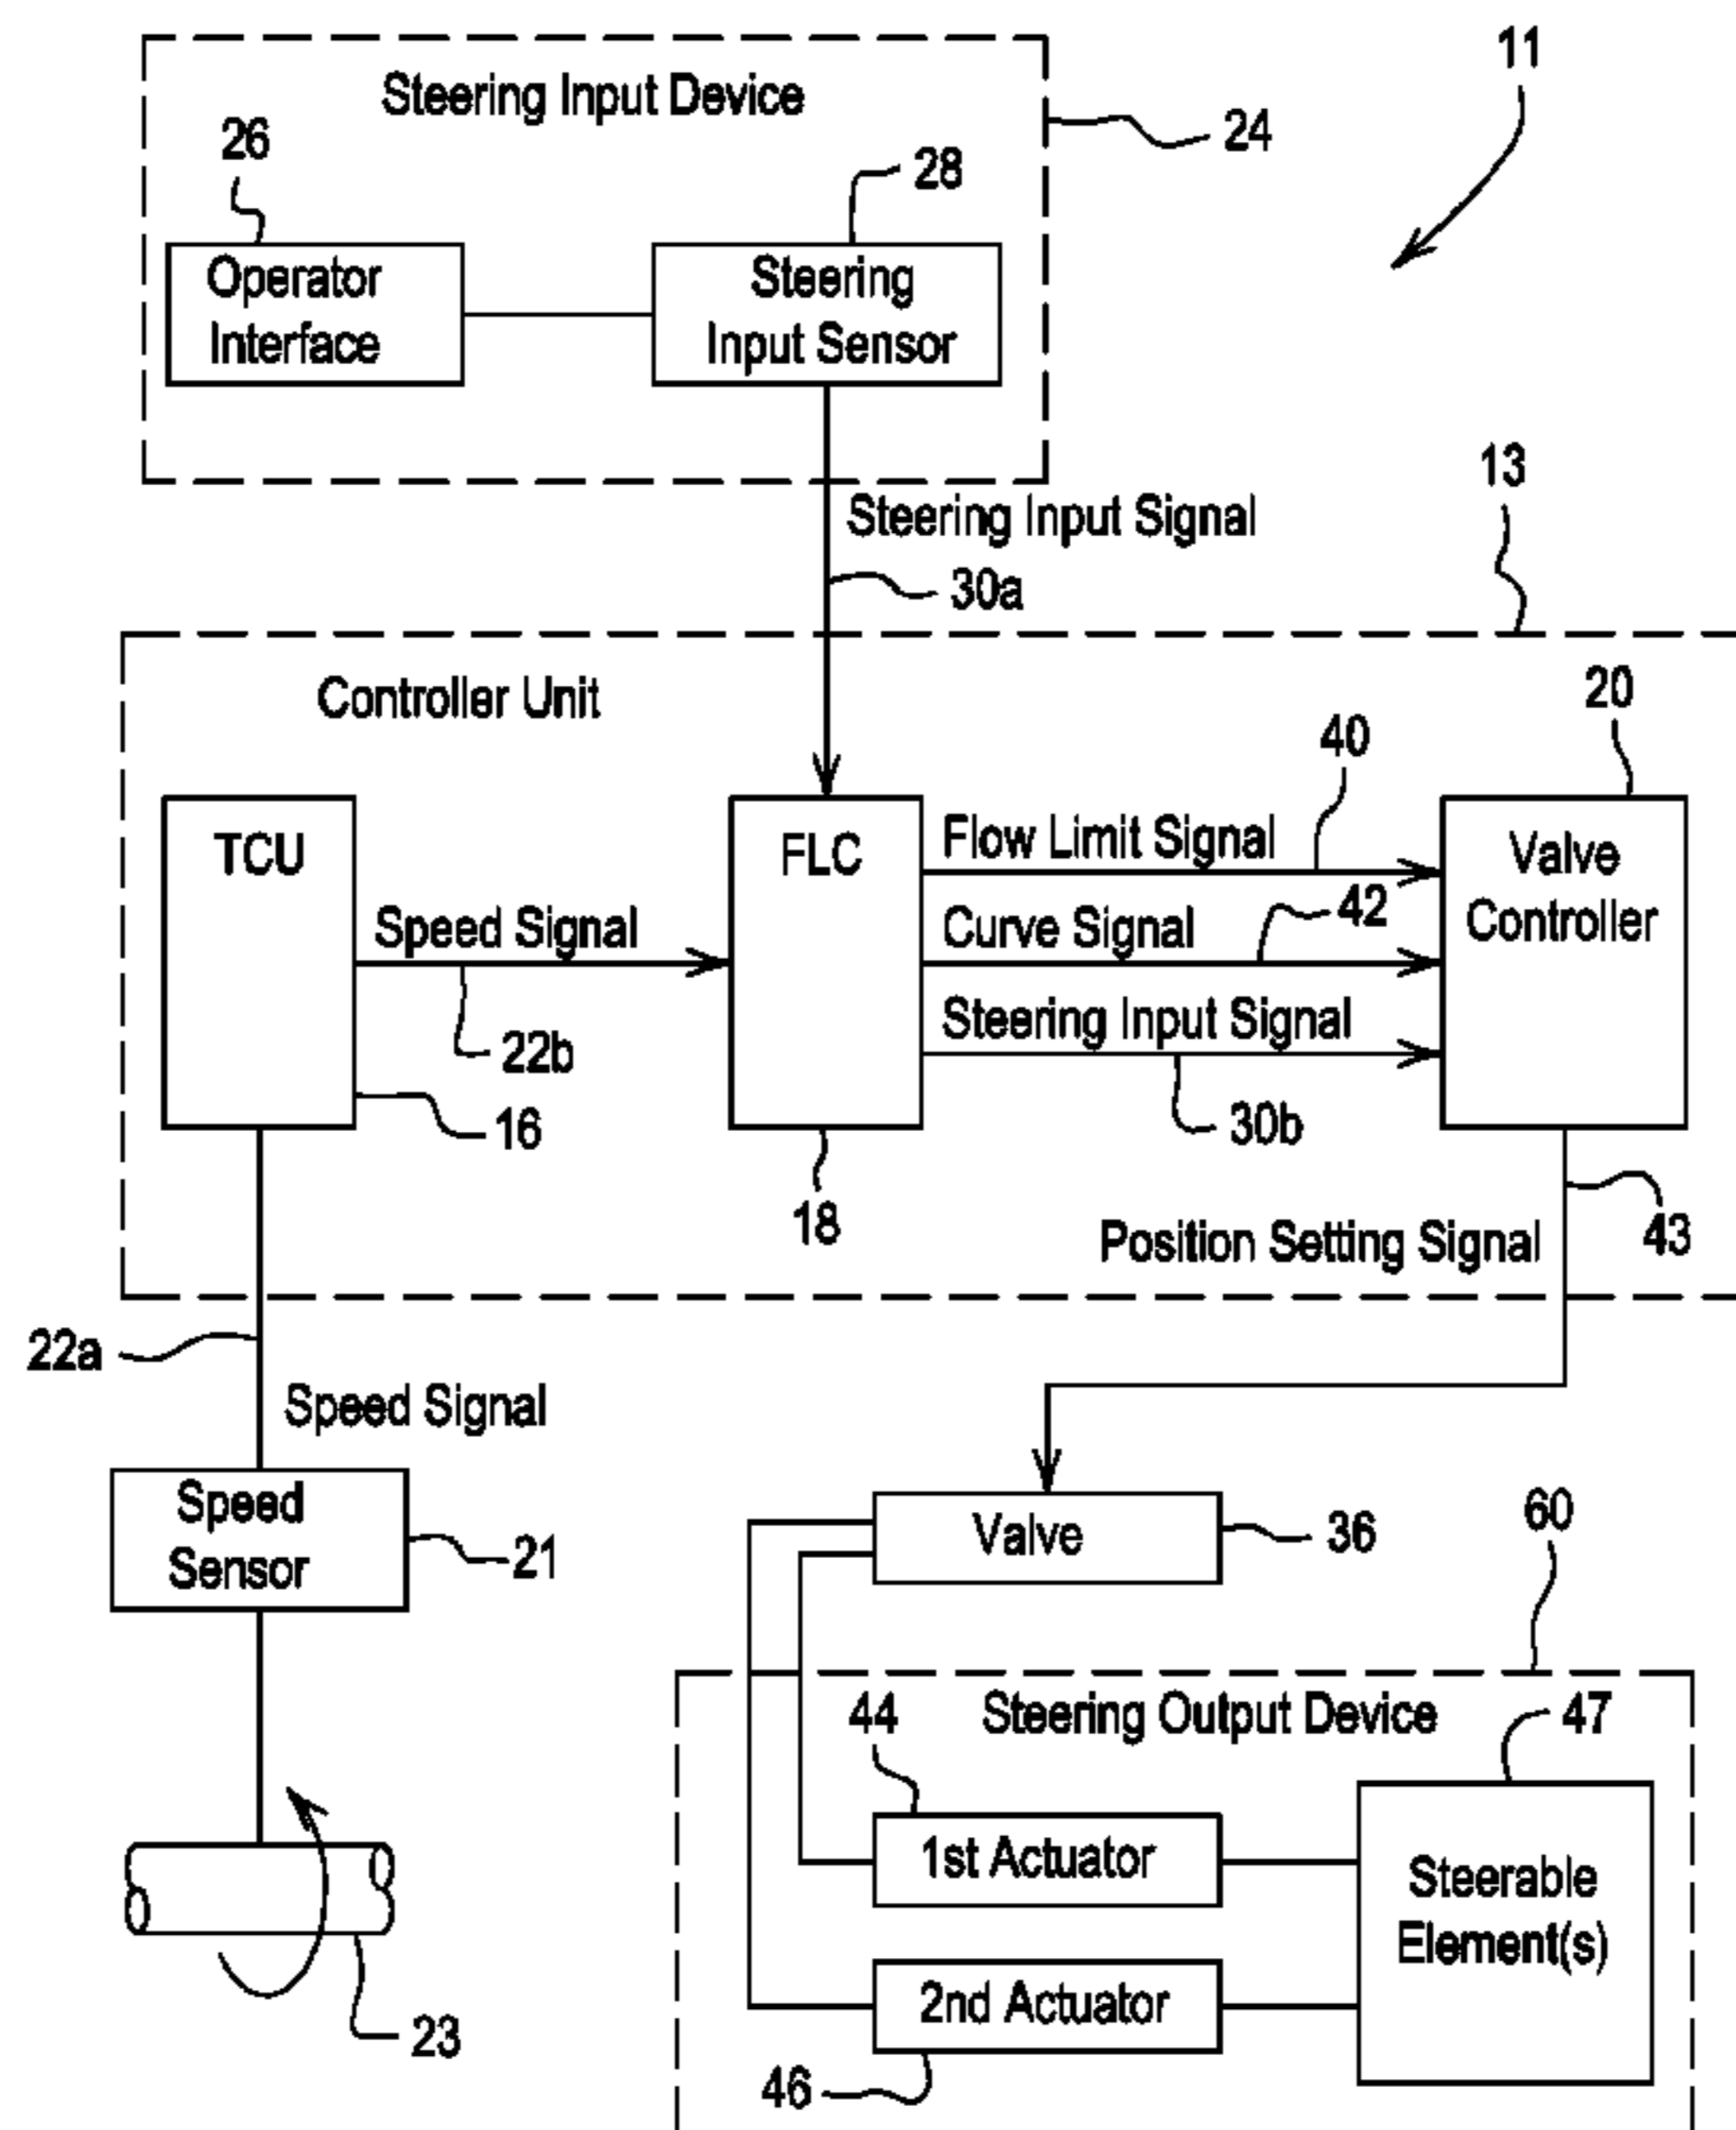 11
Steering Input Device
24
26
28
Operator
Interface
Steering
Input Sensor
13
Steering Input Signal
30a
Controller Unit
20
40
TCU
FLC
Flow Limit Signal
Valve
Controller
42
Speed Signal
Curve Signal
Steering Input Signal
22b
16
30b
18
43
Position Setting Signal
22a
Speed Signal
Speed
Sensor
21
Valve
36
60
44
Steering Output Device
47
1st Actuator
Steerable
Element(s)
2nd Actuator
23
46